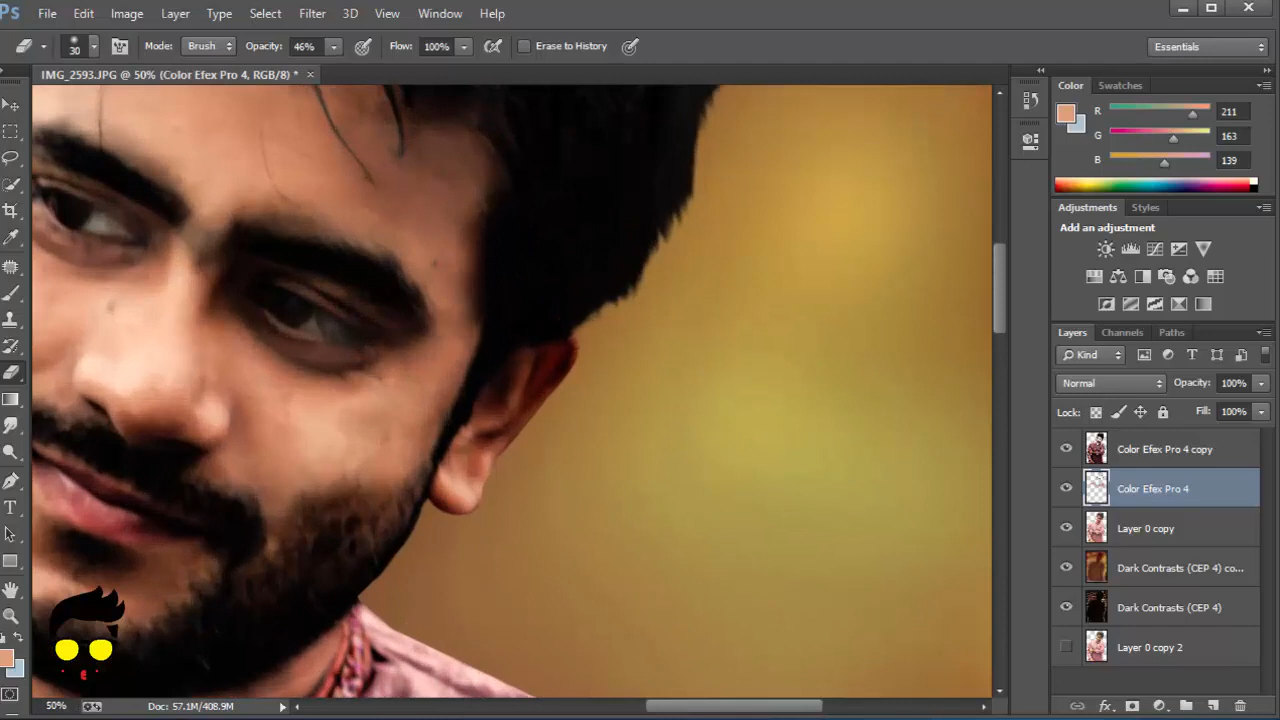 Ps File Edit Image Layer Type Select Filter 3D View Window Help
30 Mode: Brush Opacity: 46% Flow: 100% Erase to History Essentials
IMG_2593.JPG @ 50% (Color Efex Pro 4, RGB/8) * ×
Color Swatches
R 211
G 163
B 139
Adjustments Styles
Add an adjustment
Layers Channels Paths
Kind
Normal Opacity: 100%
Lock: Fill: 100%
Color Efex Pro 4 copy
Color Efex Pro 4
Layer 0 copy
Dark Contrasts (CEP 4) co...
Dark Contrasts (CEP 4)
Layer 0 copy 2
50% Doc: 57.1M/408.9M